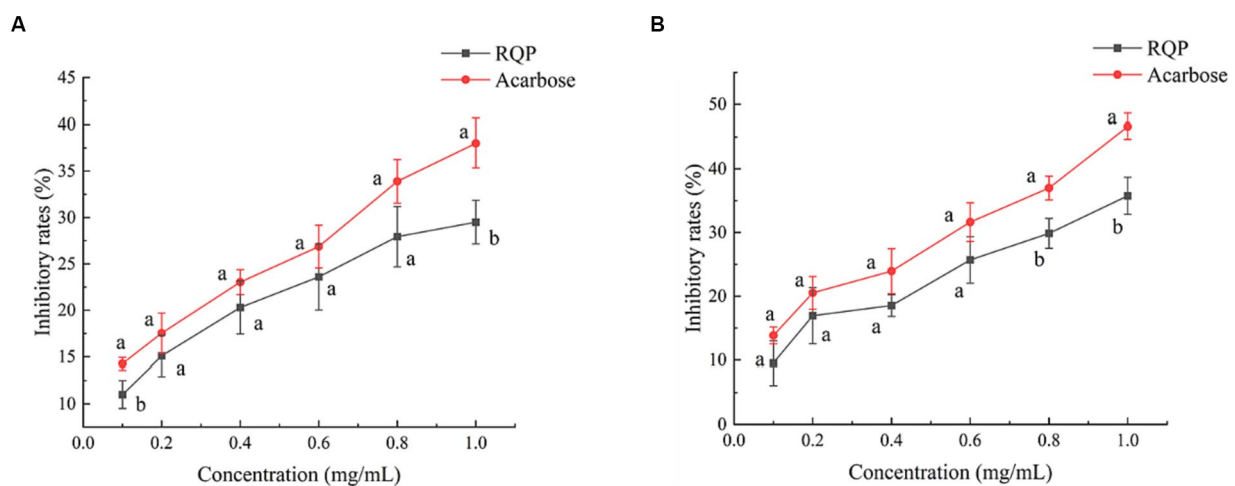 A
RQP
Acarbose
45
40
35
30
25
20
15
10
Inhibitory rates (%)
a
a
a
a
a
a
b
a
a
a
a
b
0.0
0.2
0.4
0.6
0.8
1.0
Concentration (mg/mL)
B
RQP
Acarbose
50
40
30
20
10
0
Inhibitory rates (%)
a
a
a
a
a
a
a
a
a
a
b
b
0.0
0.2
0.4
0.6
0.8
1.0
Concentration (mg/mL)